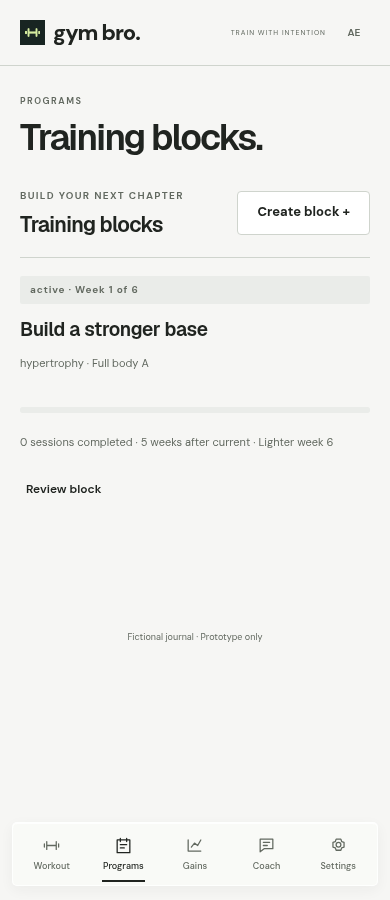 gym bro.
TRAIN WITH INTENTION
AE
PROGRAMS
Training blocks.
BUILD YOUR NEXT CHAPTER
Training blocks
Create block +
active · Week 1 of 6
Build a stronger base
hypertrophy · Full body A
0 sessions completed · 5 weeks after current · Lighter week 6
Review block
Fictional journal · Prototype only
Workout
Programs
Gains
Coach
Settings